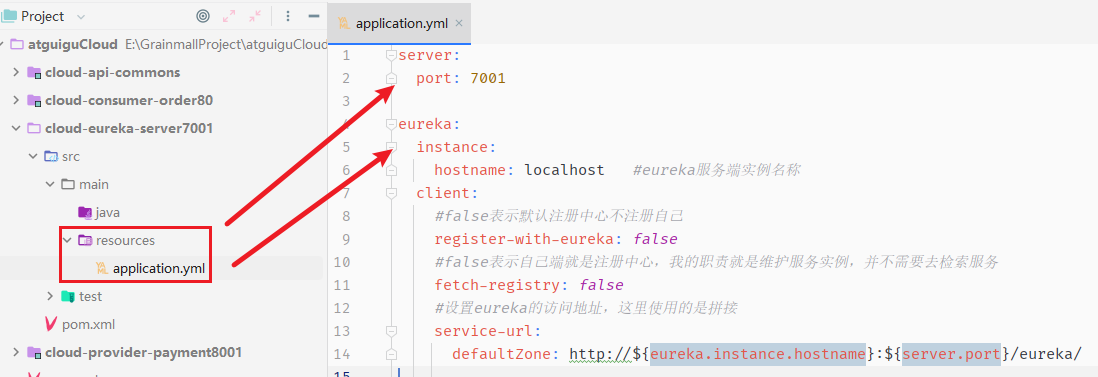 Project
atguiguCloud E:\GrainmallProject\atguiguCloud
cloud-api-commons
cloud-consumer-order80
cloud-eureka-server7001
src
main
java
resources
application.yml
test
pom.xml
cloud-provider-payment8001
application.yml
1 server:
2 port: 7001
3
4 eureka:
5 instance:
6 hostname: localhost #eureka服务端实例名称
7 client:
8 #false表示默认注册中心不注册自己
9 register-with-eureka: false
10 #false表示自己端就是注册中心，我的职责就是维护服务实例，并不需要去检索服务
11 fetch-registry: false
12 #设置eureka的访问地址，这里使用的是拼接
13 service-url:
14 defaultZone: http://${eureka.instance.hostname}:${server.port}/eureka/
15